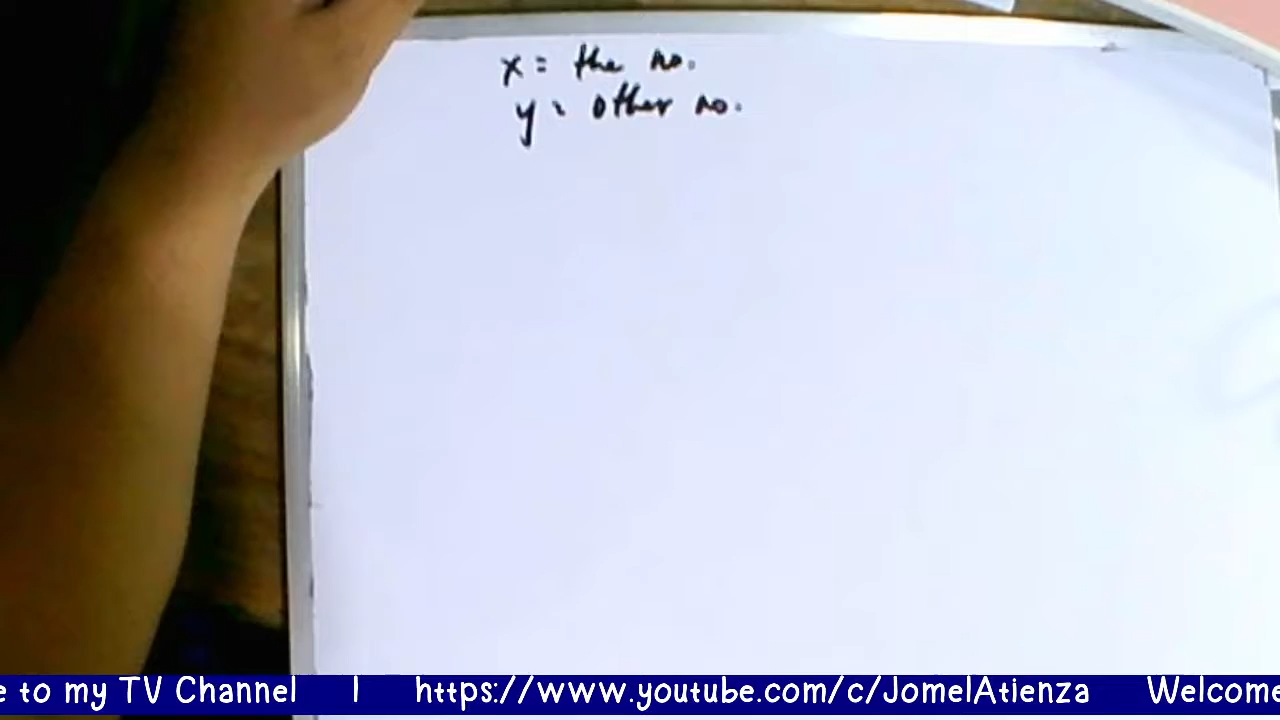 x = the no.
y = other no.
e to my TV Channel | https://www.youtube.com/c/JomelAtienza Welcome